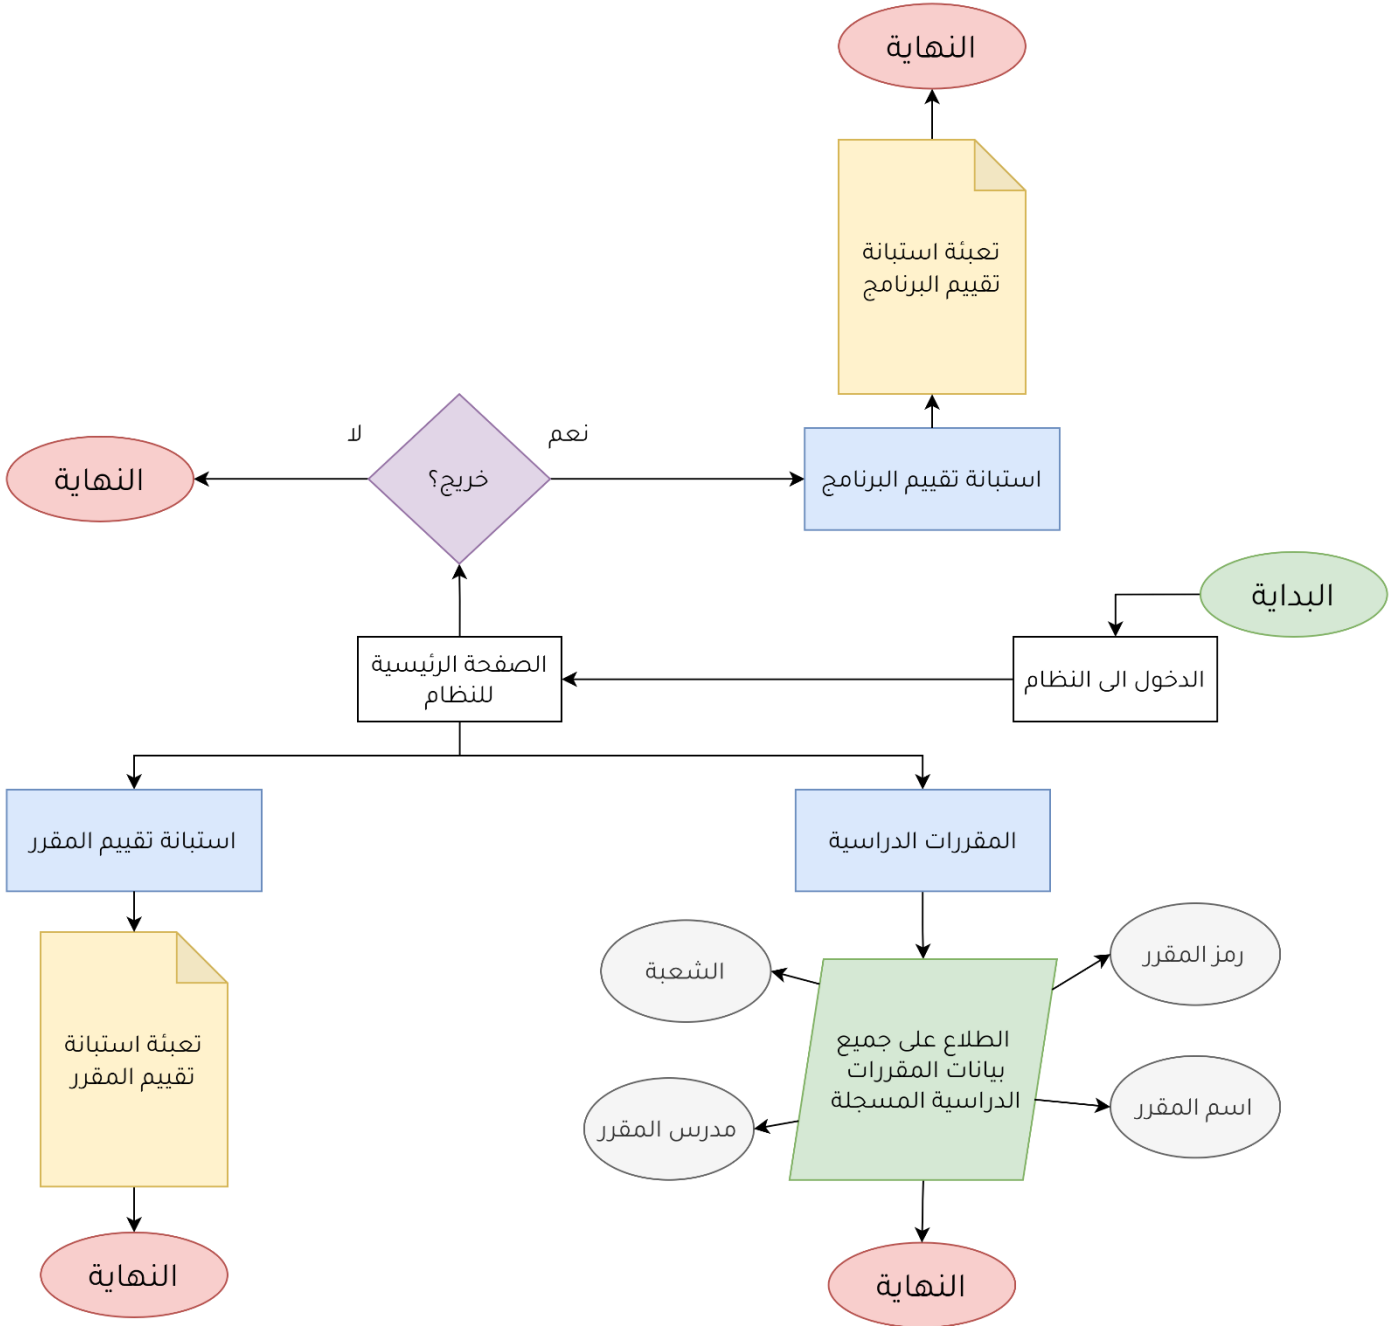 النهاية
تعبئة استبانة
تقييم البرنامج
نعم
لا
استبانة تقييم البرنامج
خريج؟
النهاية
البداية
الدخول الى النظام
الصفحة الرئيسية
للنظام
المقررات الدراسية
استبانة تقييم المقرر
رمز المقرر
الشعبة
الطلاع على جميع
بيانات المقررات
الدراسية المسجلة
اسم المقرر
مدرس المقرر
تعبئة استبانة
تقييم المقرر
النهاية
النهاية